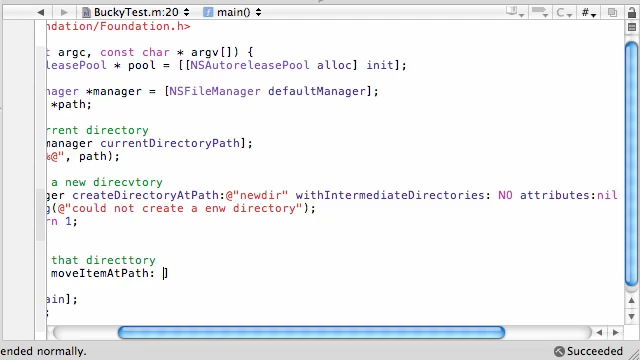 BuckyTest.m:20 main() C #
ndation/Foundation.h>
t argc, const char * argv[]) {
leasePool * pool = [[NSAutoreleasePool alloc] init];
nager *manager = [NSFileManager defaultManager];
*path;
rrent directory
manager currentDirectoryPath];
%@", path);
a new direcvtory
ger createDirectoryAtPath:@"newdir" withIntermediateDirectories: NO attributes:nil
g(@"could not create a enw directory");
rn 1;
that directtory
moveItemAtPath: ]
ain];
;
ended normally. Succeeded